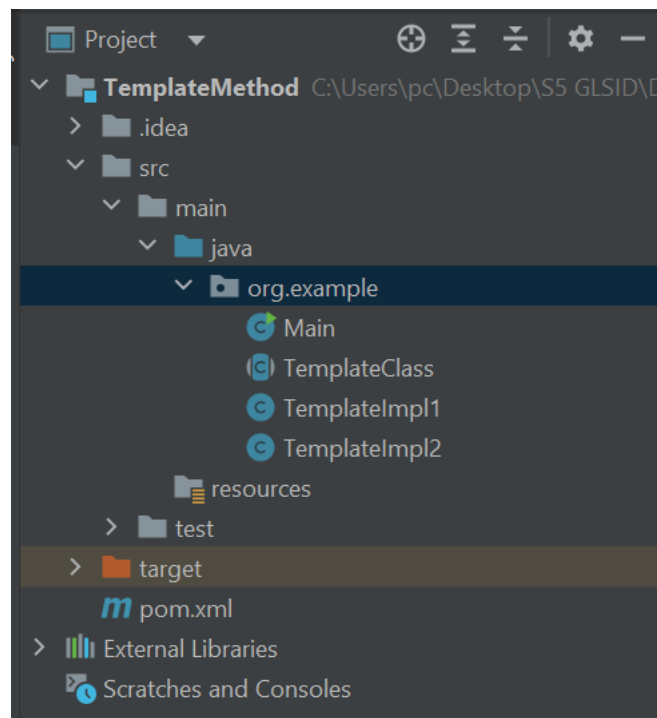 Project
TemplateMethod C:\Users\pc\Desktop\S5 GLSID\
.idea
src
main
java
org.example
Main
TemplateClass
TemplateImpl1
TemplateImpl2
resources
test
target
pom.xml
External Libraries
Scratches and Consoles